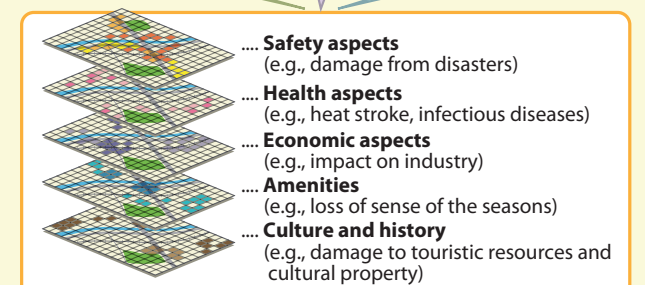 .... Safety aspects
(e.g., damage from disasters)
.... Health aspects
(e.g., heat stroke, infectious diseases)
.... Economic aspects
(e.g., impact on industry)
.... Amenities
(e.g., loss of sense of the seasons)
.... Culture and history
(e.g., damage to touristic resources and
cultural property)